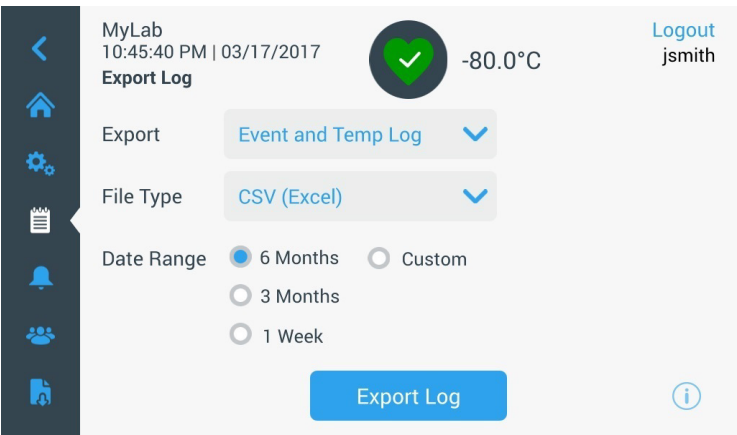 MyLab
10:45:40 PM | 03/17/2017
Export Log
-80.0°C
Logout
jsmith
Export
Event and Temp Log
File Type
CSV (Excel)
Date Range
6 Months
Custom
3 Months
1 Week
Export Log
i